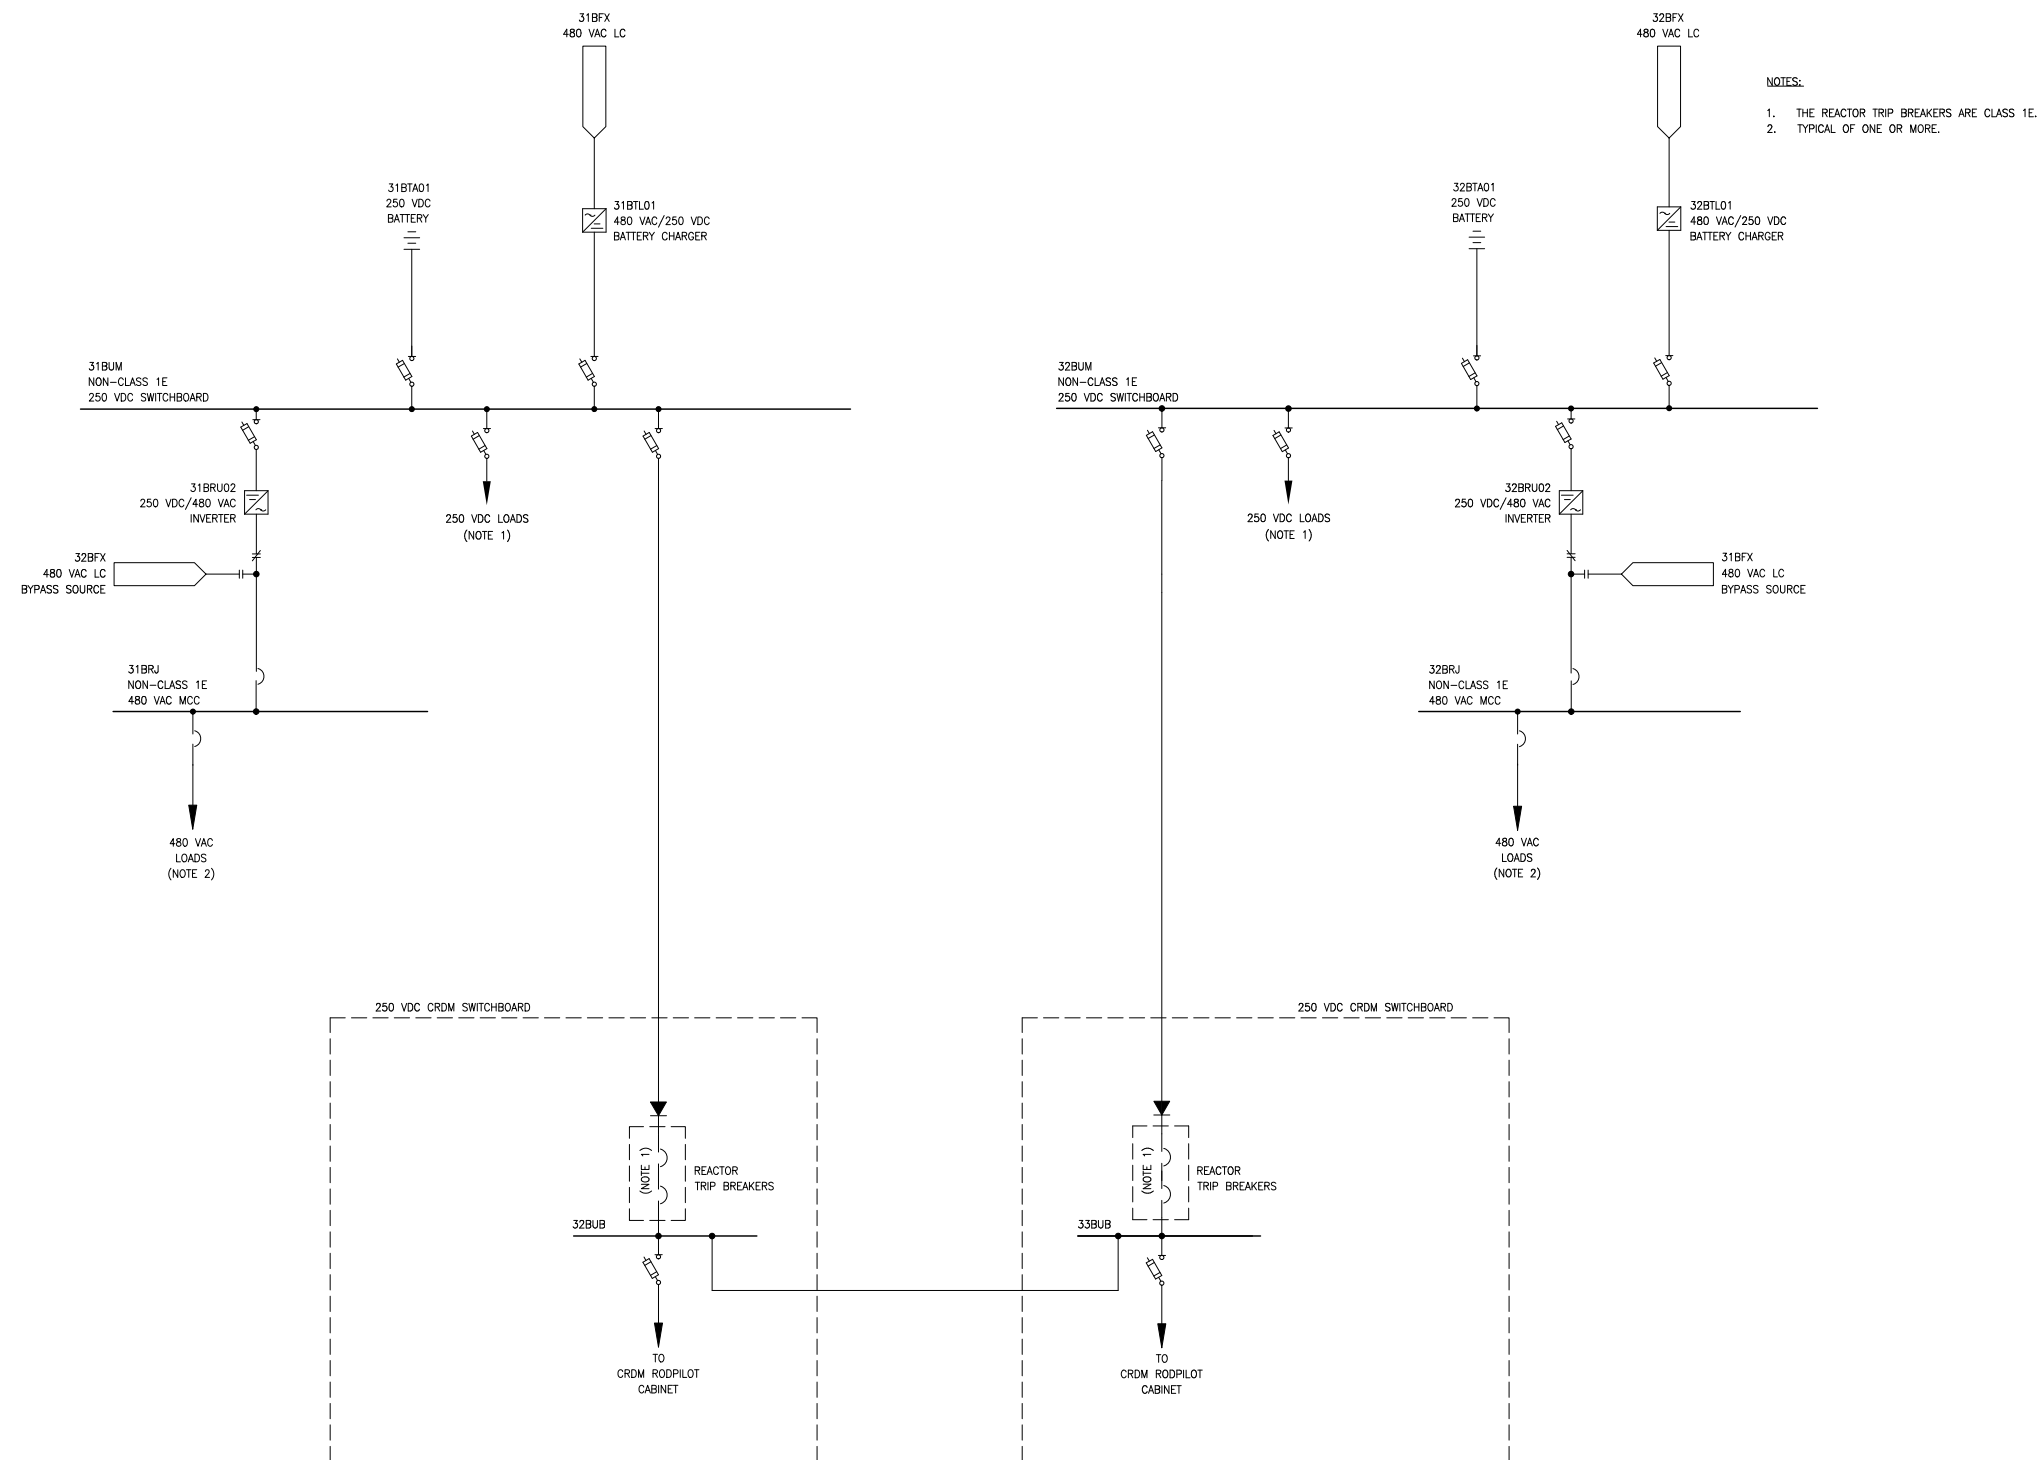 31BFX
480 VAC LC
32BFX
480 VAC LC
NOTES:
1. THE REACTOR TRIP BREAKERS ARE CLASS 1E.
2. TYPICAL OF ONE OR MORE.
31BTA01
250 VDC
BATTERY
31BTL01
480 VAC/250 VDC
BATTERY CHARGER
32BTA01
250 VDC
BATTERY
32BTL01
480 VAC/250 VDC
BATTERY CHARGER
31BUM
NON-CLASS 1E
250 VDC SWITCHBOARD
32BUM
NON-CLASS 1E
250 VDC SWITCHBOARD
31BRU02
250 VDC/480 VAC
INVERTER
250 VDC LOADS
(NOTE 1)
250 VDC LOADS
(NOTE 1)
32BRU02
250 VDC/480 VAC
INVERTER
32BFX
480 VAC LC
BYPASS SOURCE
31BFX
480 VAC LC
BYPASS SOURCE
31BRJ
NON-CLASS 1E
480 VAC MCC
32BRJ
NON-CLASS 1E
480 VAC MCC
480 VAC
LOADS
(NOTE 2)
480 VAC
LOADS
(NOTE 2)
250 VDC CRDM SWITCHBOARD
250 VDC CRDM SWITCHBOARD
(NOTE 1)
REACTOR
TRIP BREAKERS
(NOTE 1)
REACTOR
TRIP BREAKERS
32BUB
33BUB
TO
CRDM RODPILOT
CABINET
TO
CRDM RODPILOT
CABINET